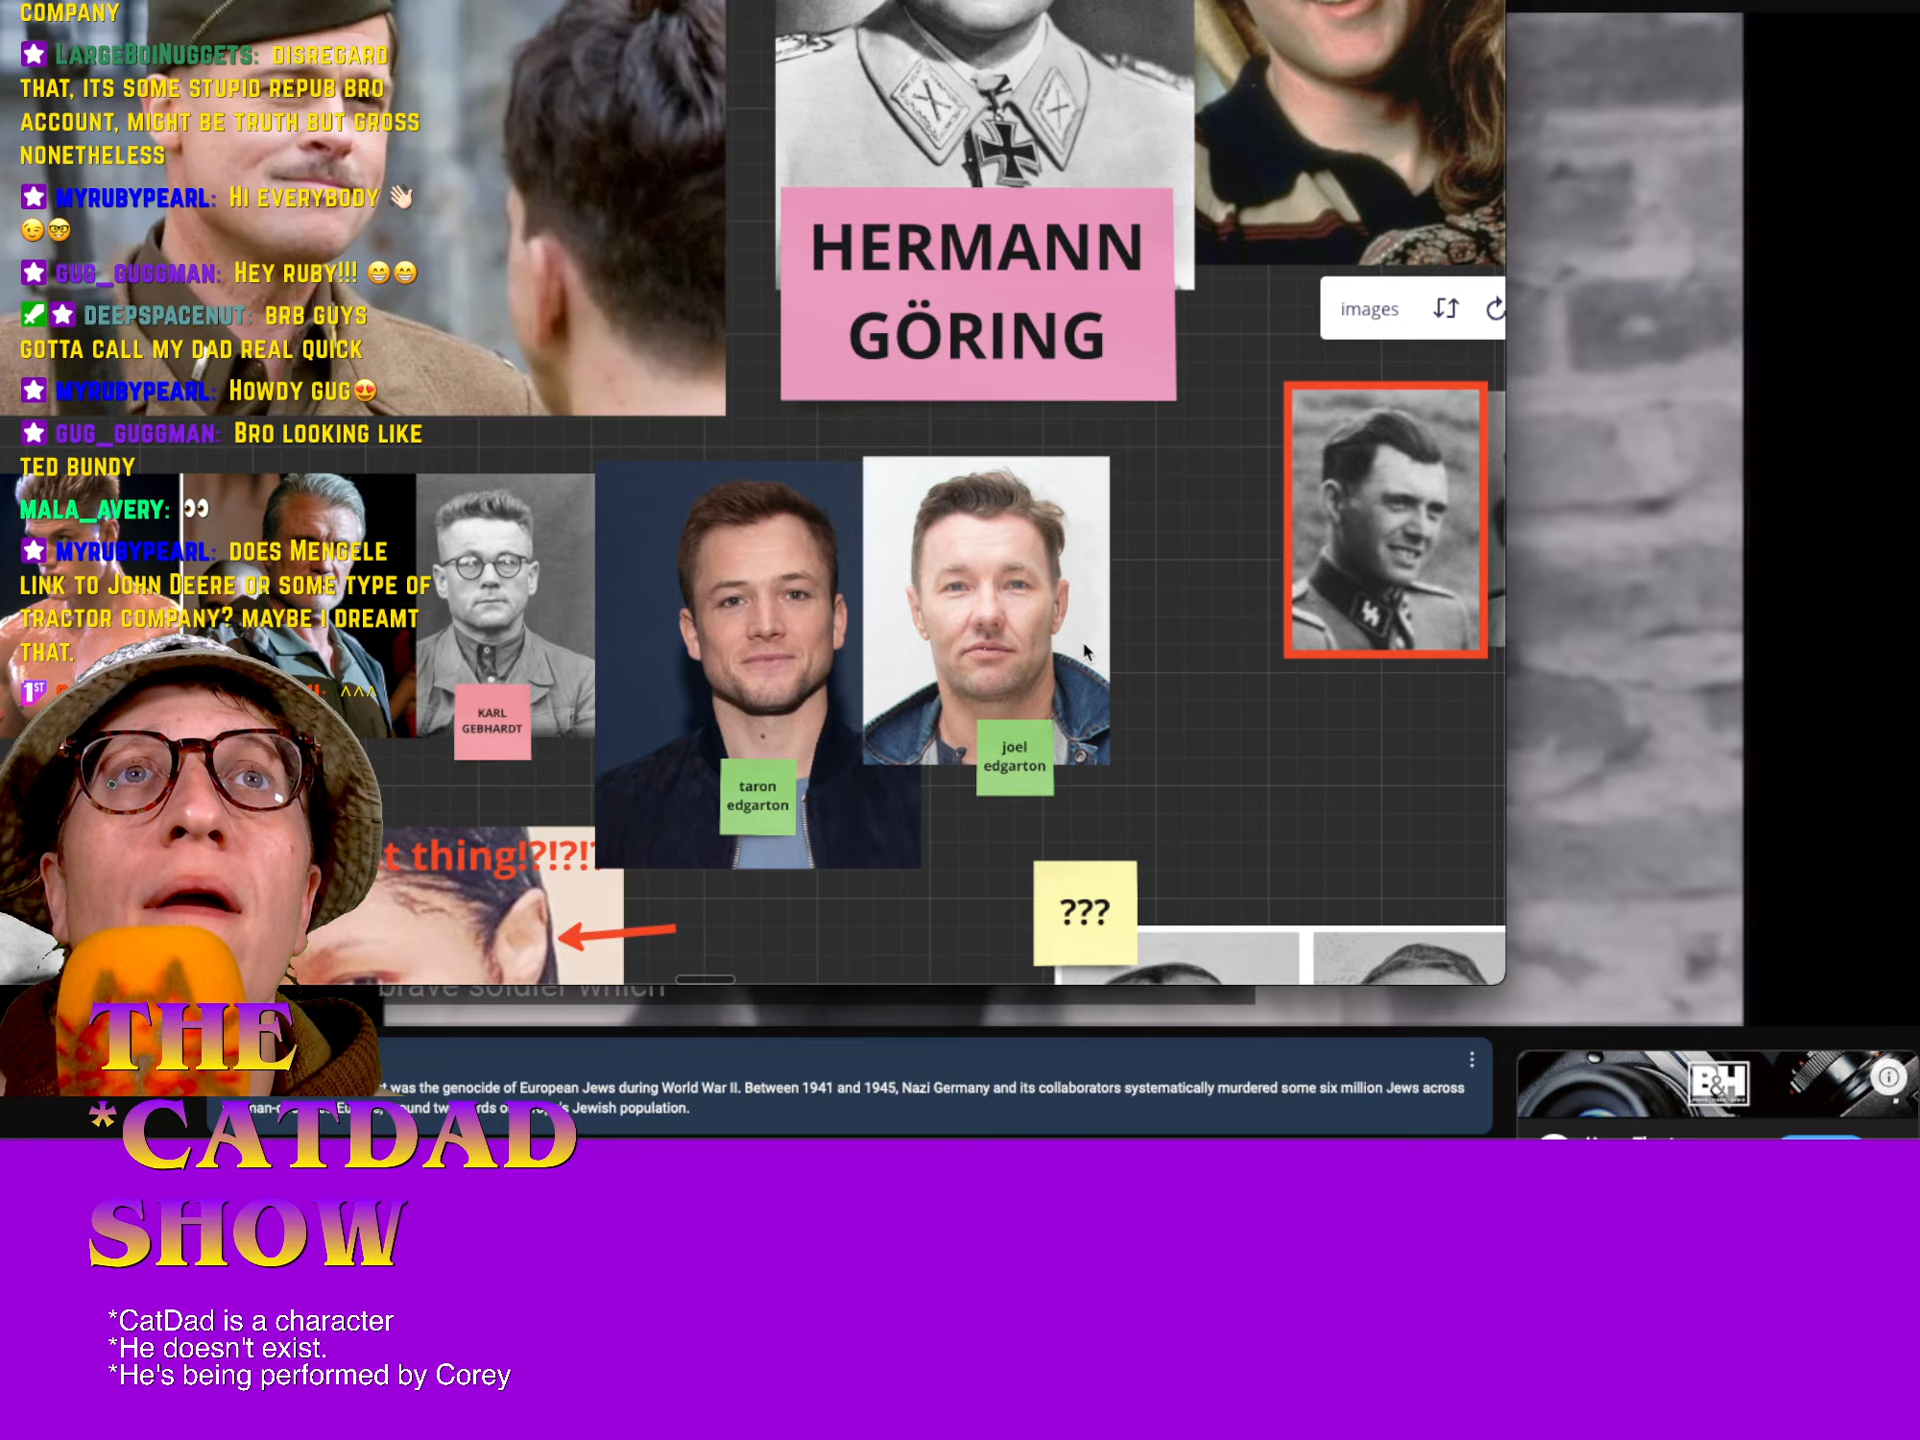 COMPANY
LARGEBOINUGGETS: DISREGARD
THAT, ITS SOME STUPID REPUB BRO
ACCOUNT, MIGHT BE TRUTH BUT GROSS
NONETHELESS
MYRUBYPEARL: HI EVERYBODY 👋🏻
😉🤓
GUG_GUGGMAN: HEY RUBY!!! 😁😁
DEEPSPACENUT: BRB GUYS
GOTTA CALL MY DAD REAL QUICK
MYRUBYPEARL: HOWDY GUG😍
GUG_GUGGMAN: BRO LOOKING LIKE
TED BUNDY
MALA_AVERY: 👀
MYRUBYPEARL: DOES MENGELE
LINK TO JOHN DEERE OR SOME TYPE OF
TRACTOR COMPANY? MAYBE I DREAMT
THAT.
1ST
^^^
HERMANN
GÖRING
images
KARL
GEBHARDT
taron
edgarton
joel
edgarton
t thing!?!?!?
???
brave soldier which
t was the genocide of European Jews during World War II. Between 1941 and 1945, Nazi Germany and its collaborators systematically murdered some six million Jews across
Jewish population.
B&H
THE
*CATDAD
SHOW
*CatDad is a character
*He doesn't exist.
*He's being performed by Corey